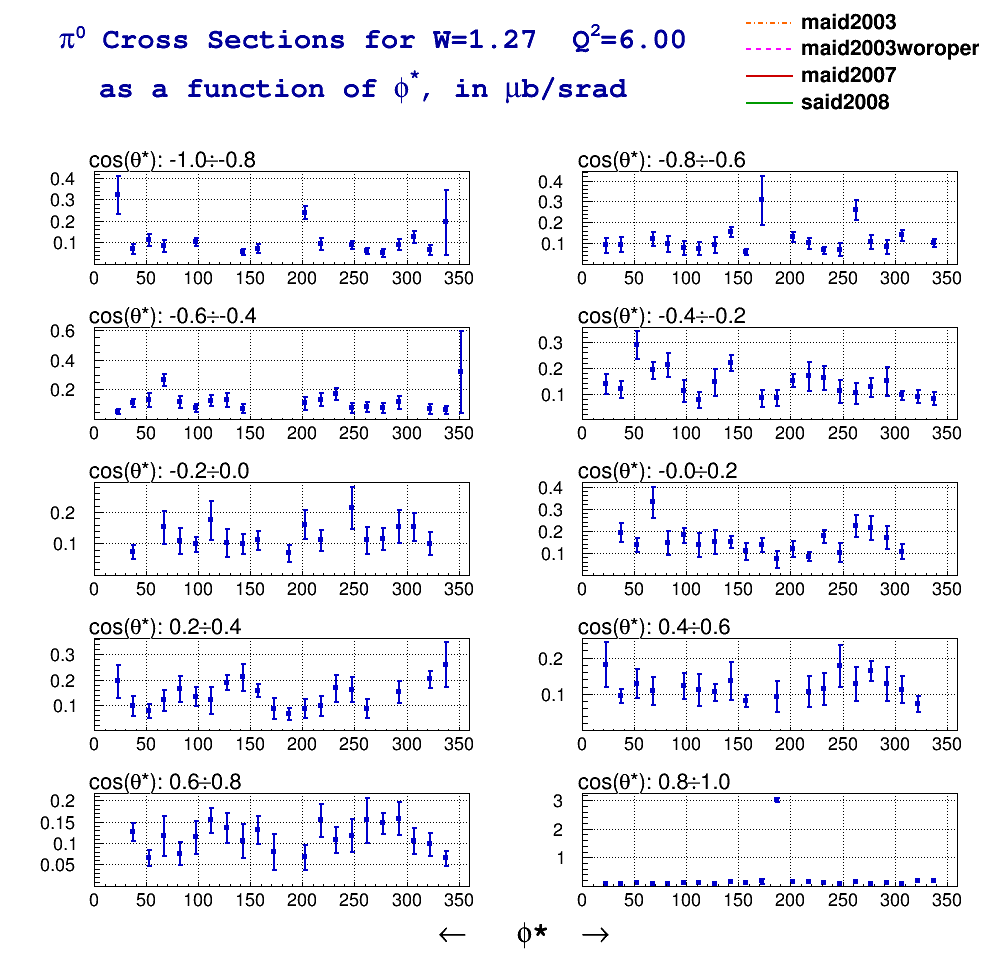 π⁰ Cross Sections for W=1.27 Q²=6.00
as a function of ϕ*, in μb/srad
maid2003
maid2003woroper
maid2007
said2008
cos(θ*): -1.0÷-0.8
0.4
0.3
0.2
0.1
0 50 100 150 200 250 300 350
cos(θ*): -0.8÷-0.6
0.4
0.3
0.2
0.1
0 50 100 150 200 250 300 350
cos(θ*): -0.6÷-0.4
0.6
0.4
0.2
0 50 100 150 200 250 300 350
cos(θ*): -0.4÷-0.2
0.3
0.2
0.1
0 50 100 150 200 250 300 350
cos(θ*): -0.2÷0.0
0.2
0.1
0 50 100 150 200 250 300 350
cos(θ*): -0.0÷0.2
0.4
0.3
0.2
0.1
0 50 100 150 200 250 300 350
cos(θ*): 0.2÷0.4
0.3
0.2
0.1
0 50 100 150 200 250 300 350
cos(θ*): 0.4÷0.6
0.2
0.1
0 50 100 150 200 250 300 350
cos(θ*): 0.6÷0.8
0.2
0.15
0.1
0.05
0 50 100 150 200 250 300 350
cos(θ*): 0.8÷1.0
3
2
1
0 50 100 150 200 250 300 350
← ϕ* →